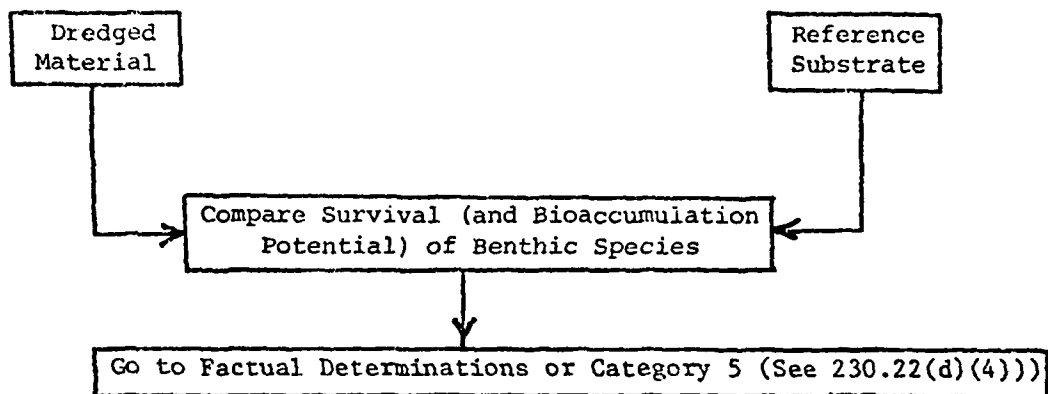 Dredged
Material
Reference
Substrate
Compare Survival (and Bioaccumulation
Potential) of Benthic Species
Go to Factual Determinations or Category 5 (See 230.22(d)(4)))